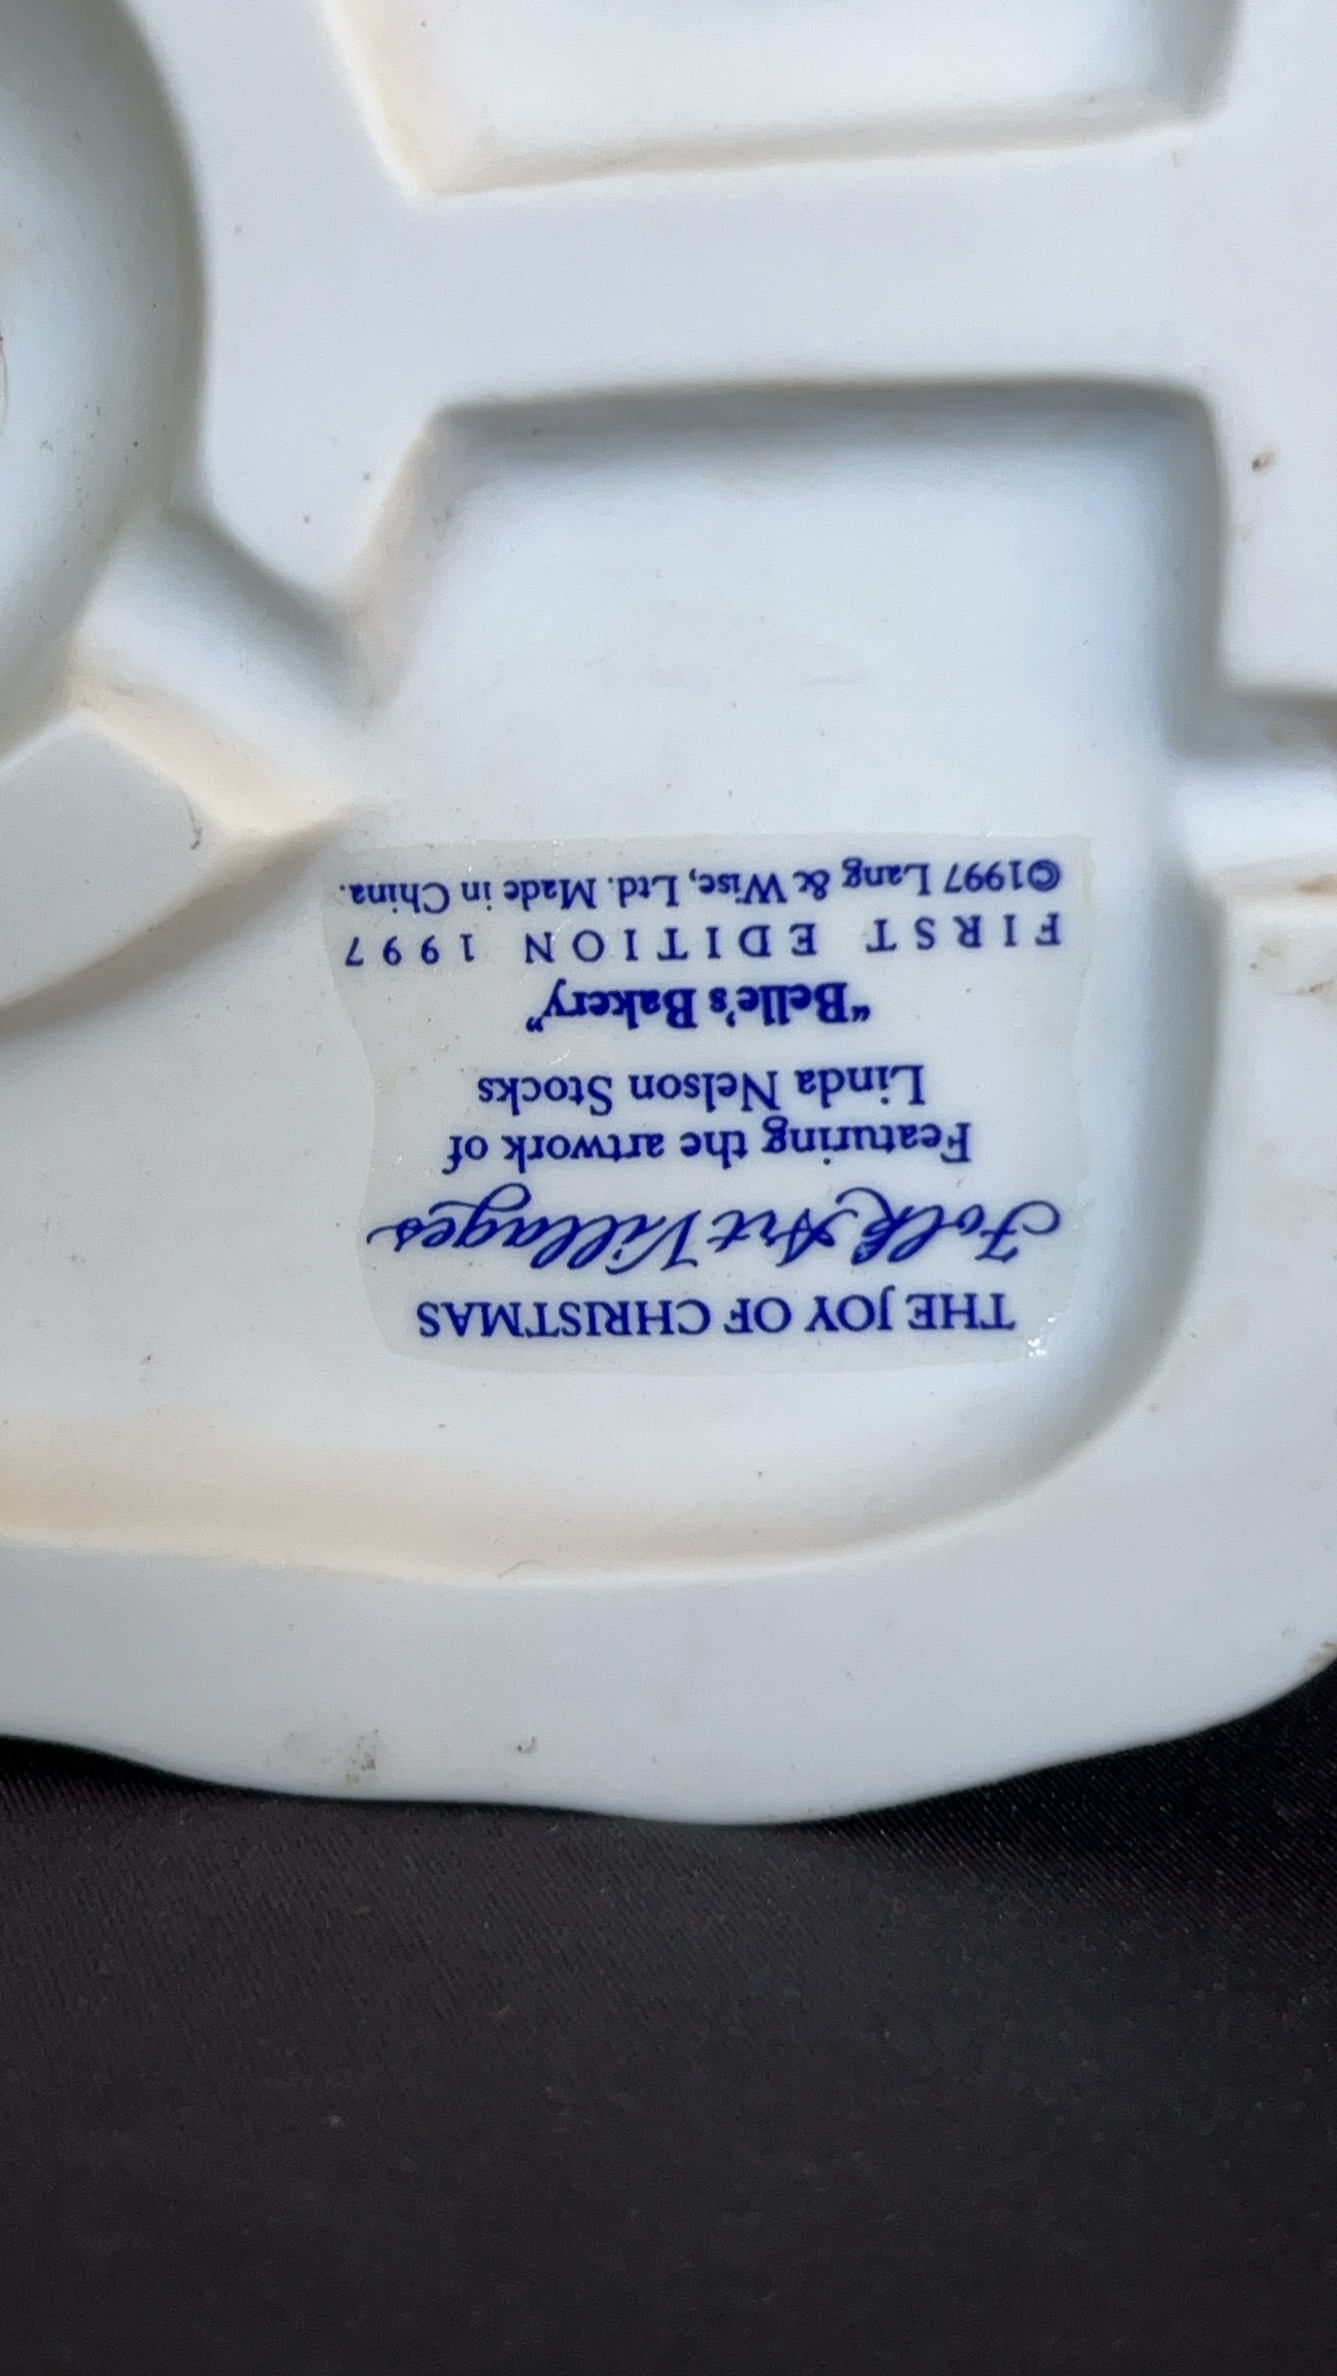 THE JOY OF CHRISTMAS
Folk Art Villages
Featuring the artwork of
Linda Nelson Stocks
“Belle's Bakery”
FIRST EDITION 1997
©1997 Lang & Wise, Ltd. Made in China.